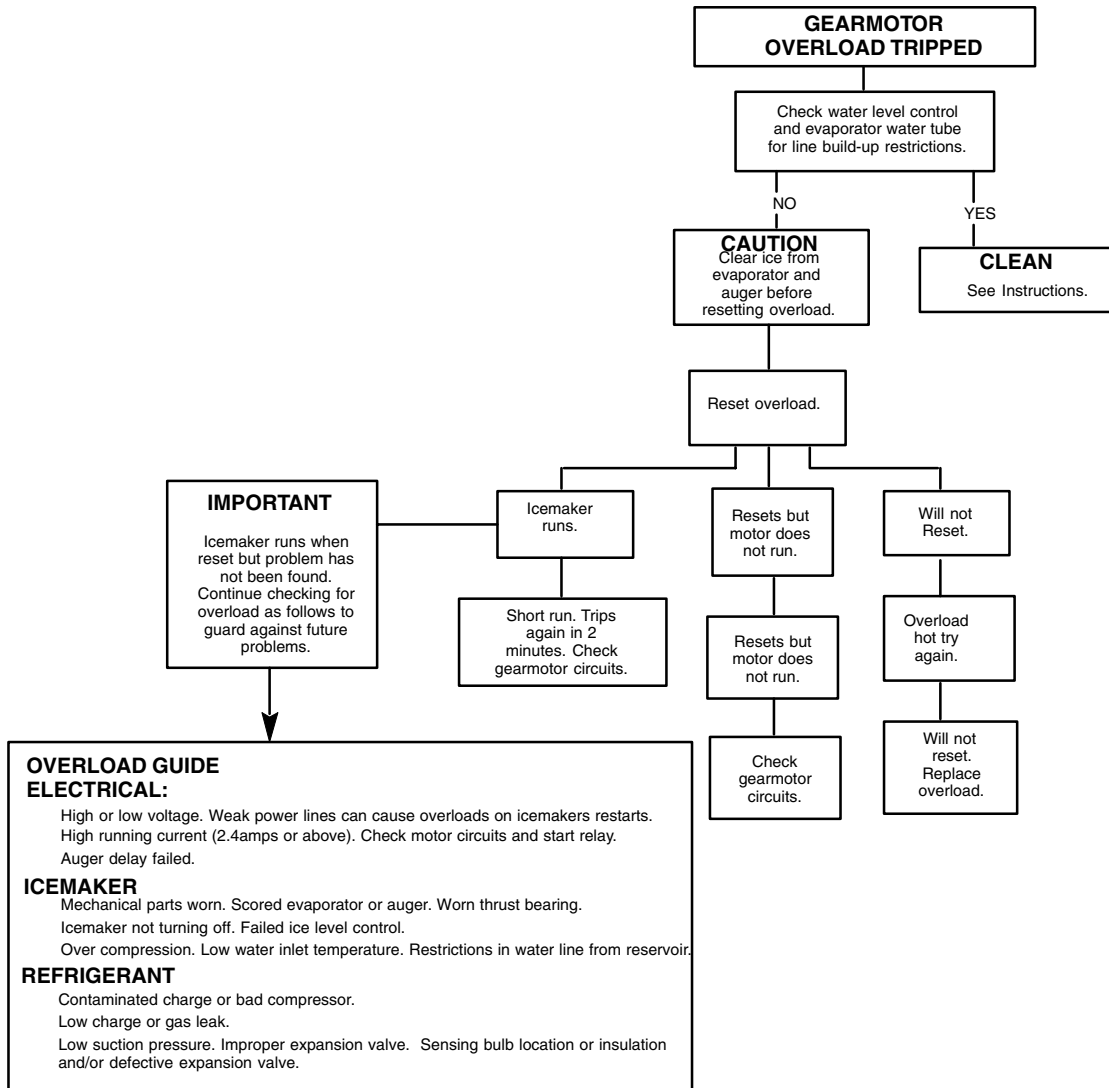 GEARMOTOR
OVERLOAD TRIPPED
Check water level control
and evaporator water tube
for line build-up restrictions.
NO
YES
CAUTION
Clear ice from
evaporator and
auger before
resetting overload.
CLEAN
See Instructions.
Reset overload.
IMPORTANT
Icemaker runs when
reset but problem has
not been found.
Continue checking for
overload as follows to
guard against future
problems.
Icemaker
runs.
Short run. Trips
again in 2
minutes. Check
gearmotor circuits.
Resets but
motor does
not run.
Resets but
motor does
not run.
Check
gearmotor
circuits.
Will not
Reset.
Overload
hot try
again.
Will not
reset.
Replace
overload.
OVERLOAD GUIDE
ELECTRICAL:
High or low voltage. Weak power lines can cause overloads on icemakers restarts.
High running current (2.4amps or above). Check motor circuits and start relay.
Auger delay failed.
ICEMAKER
Mechanical parts worn. Scored evaporator or auger. Worn thrust bearing.
Icemaker not turning off. Failed ice level control.
Over compression. Low water inlet temperature. Restrictions in water line from reservoir.
REFRIGERANT
Contaminated charge or bad compressor.
Low charge or gas leak.
Low suction pressure. Improper expansion valve. Sensing bulb location or insulation
and/or defective expansion valve.